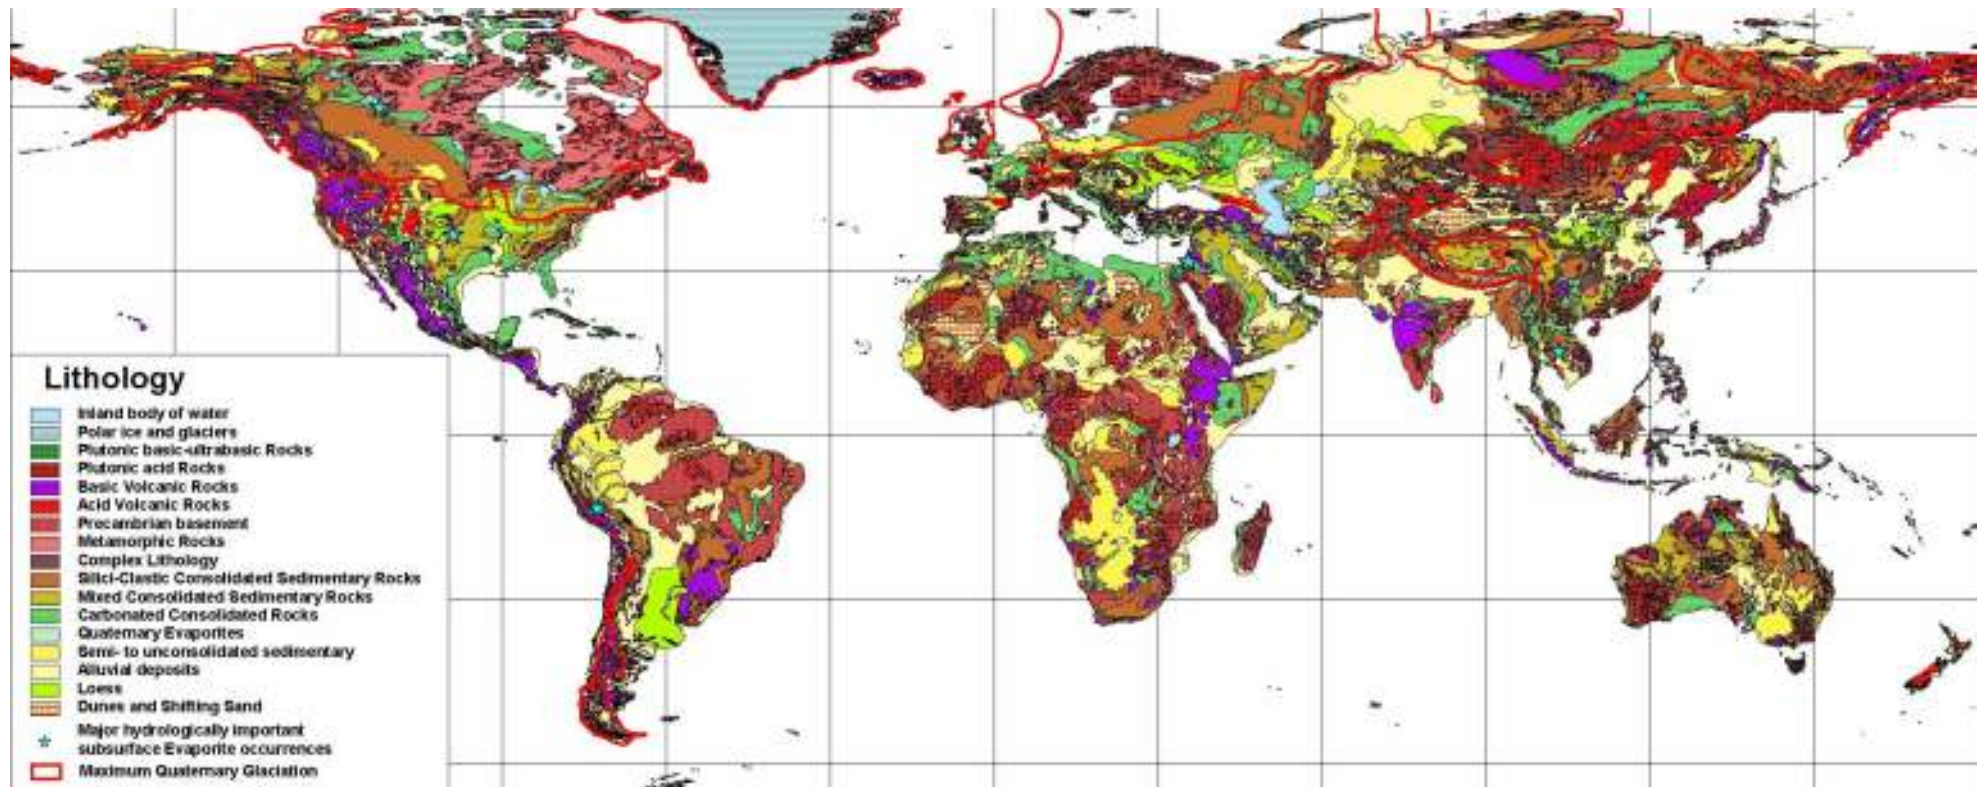 Lithology
Inland body of water
Polar ice and glaciers
Plutonic basic-ultrabasic Rocks
Plutonic acid Rocks
Basic Volcanic Rocks
Acid Volcanic Rocks
Precambrian basement
Metamorphic Rocks
Complex Lithology
Silici-Clastic Consolidated Sedimentary Rocks
Mixed Consolidated Sedimentary Rocks
Carbonated Consolidated Rocks
Quaternary Evaporites
Semi- to unconsolidated sedimentary
Alluvial deposits
Loess
Dunes and Shifting Sand
Major hydrologically important
subsurface Evaporite occurrences
Maximum Quaternary Glaciation